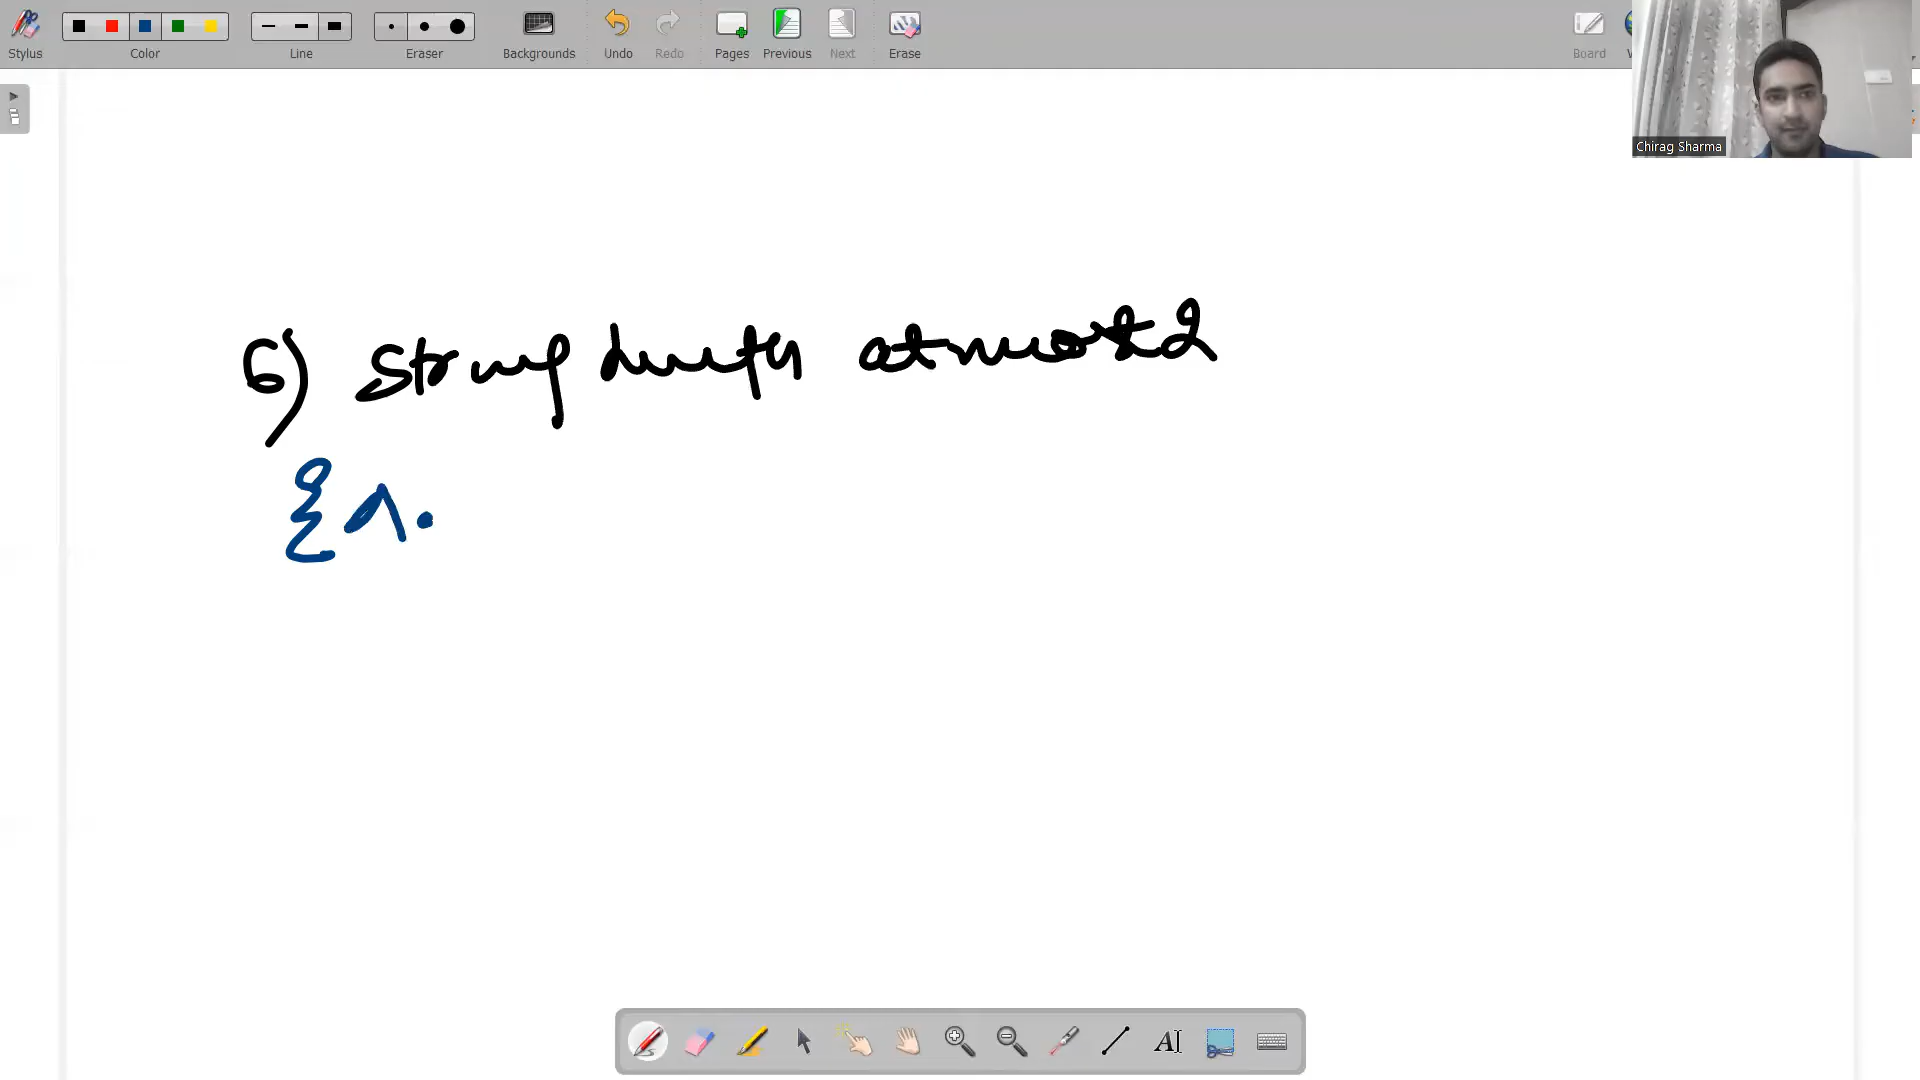 Stylus Color Line Eraser Backgrounds Undo Redo Pages Previous Next Erase Board
Chirag Sharma
6) String length atmost 2
{ ^ .